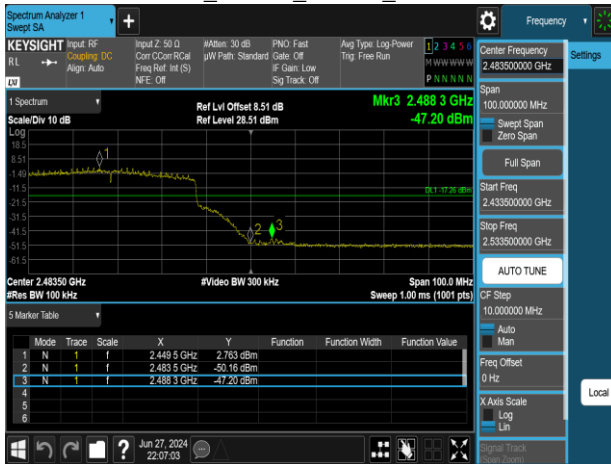 Spectrum Analyzer 1
Swept SA
+
Frequency
KEYSIGHT Input: RF Input Z: 50 Ω #Atten: 30 dB PNO: Fast Avg Type: Log-Power 1 2 3 4 5 6
RL Coupling: DC Corr CCorr RCal µW Path: Standard Gate: Off Trig: Free Run
Align: Auto Freq Ref: Int (S) IF Gain: Low M W W W W W
LXI NFE: Off Sig Track: Off P N N N N N
Center Frequency
2.483500000 GHz
Settings
Span
100.000000 MHz
Swept Span
Zero Span
Full Span
Start Freq
2.433500000 GHz
Stop Freq
2.533500000 GHz
AUTO TUNE
CF Step
10.000000 MHz
Auto
Man
Freq Offset
0 Hz
X Axis Scale
Log
Lin
Signal Track
(Span Zoom)
Local
1 Spectrum Ref Lvl Offset 8.51 dB Mkr3 2.488 3 GHz
Scale/Div 10 dB Ref Level 28.51 dBm -47.20 dBm
Log
18.5
8.51
-1.49
-11.5
-21.5
-31.5
-41.5
-51.5
-61.5
1
2
3
DL1 -17.26 dBm
Center 2.48350 GHz #Video BW 300 kHz Span 100.0 MHz
#Res BW 100 kHz Sweep 1.00 ms (1001 pts)
5 Marker Table
Mode Trace Scale X Y Function Function Width Function Value
1 N 1 f 2.449 5 GHz 2.763 dBm
2 N 1 f 2.483 5 GHz -50.16 dBm
3 N 1 f 2.488 3 GHz -47.20 dBm
4
5
6
?
Jun 27, 2024
22:07:03